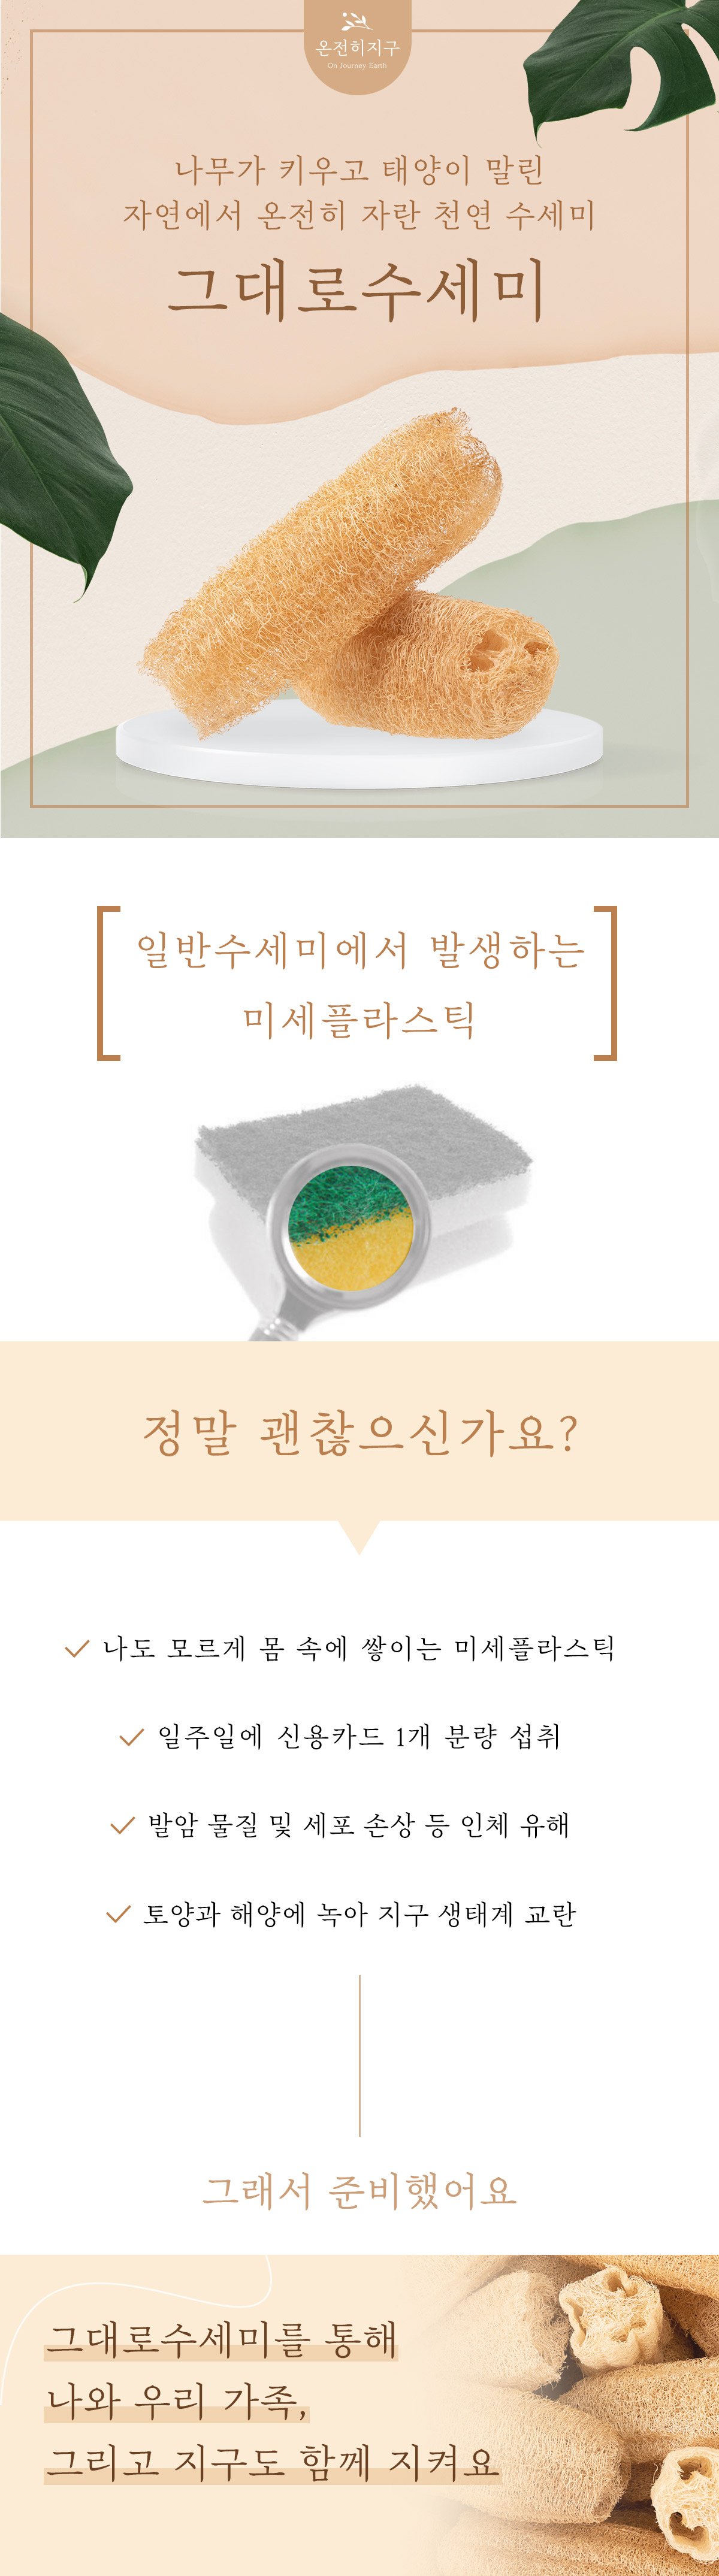 온전히지구
On Journey Earth
나무가 키우고 태양이 말린
자연에서 온전히 자란 천연 수세미
그대로수세미
일반수세미에서 발생하는
미세플라스틱
정말 괜찮으신가요?
나도 모르게 몸 속에 쌓이는 미세플라스틱
일주일에 신용카드 1개 분량 섭취
발암 물질 및 세포 손상 등 인체 유해
토양과 해양에 녹아 지구 생태계 교란
그래서 준비했어요
그대로수세미를 통해
나와 우리 가족,
그리고 지구도 함께 지켜요